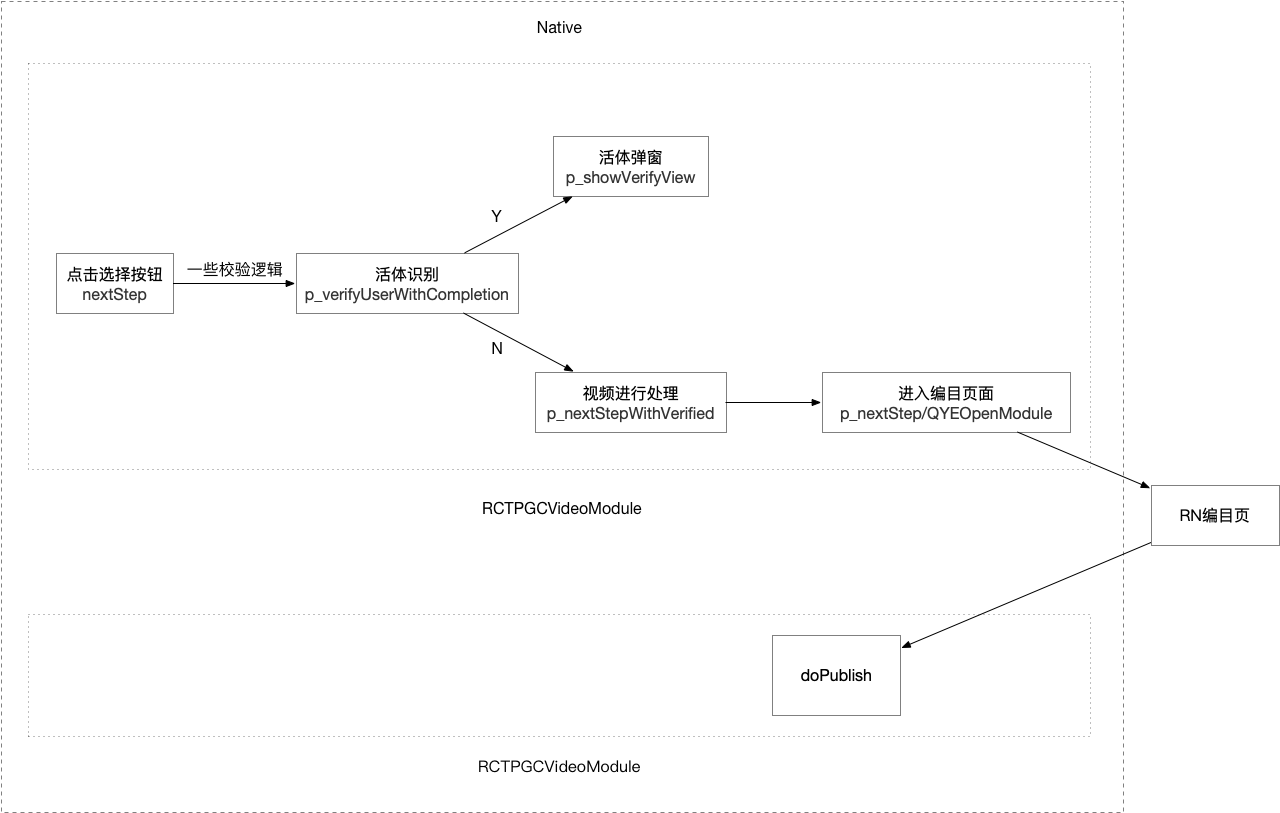 Native
活体弹窗
p_showVerifyView
Y
点击选择按钮
nextStep
一些校验逻辑
活体识别
p_verifyUserWithCompletion
N
视频进行处理
p_nextStepWithVerified
进入编目页面
p_nextStep/QYEOpenModule
RCTPGCVideoModule
RN编目页
doPublish
RCTPGCVideoModule